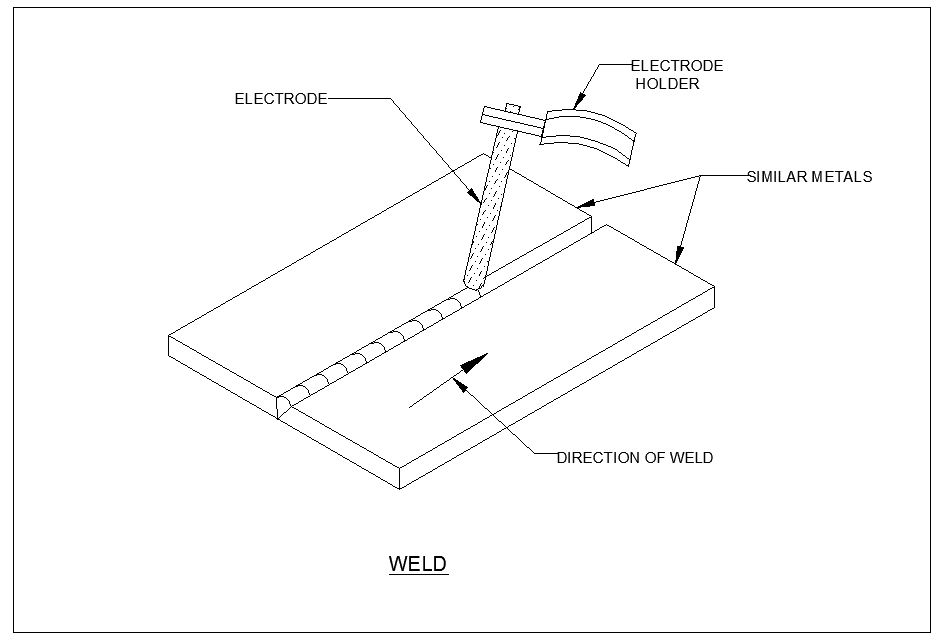 ELECTRODE
HOLDER
ELECTRODE
SIMILAR METALS
DIRECTION OF WELD
WELD